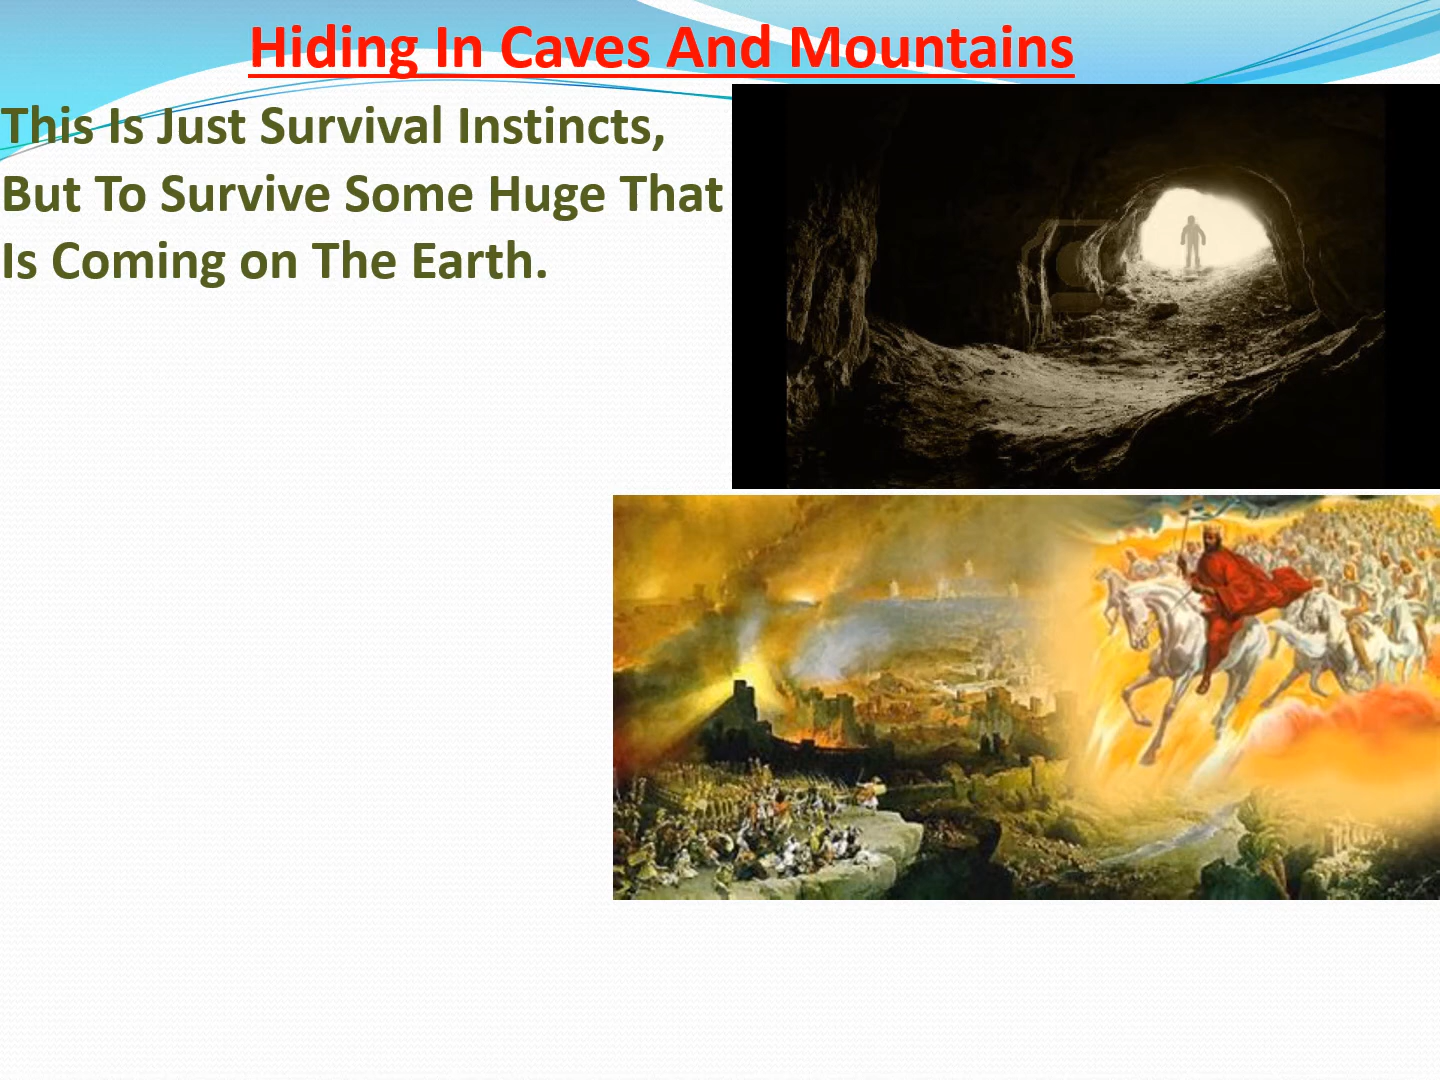 Hiding In Caves And Mountains
This Is Just Survival Instincts,
But To Survive Some Huge That
Is Coming on The Earth.